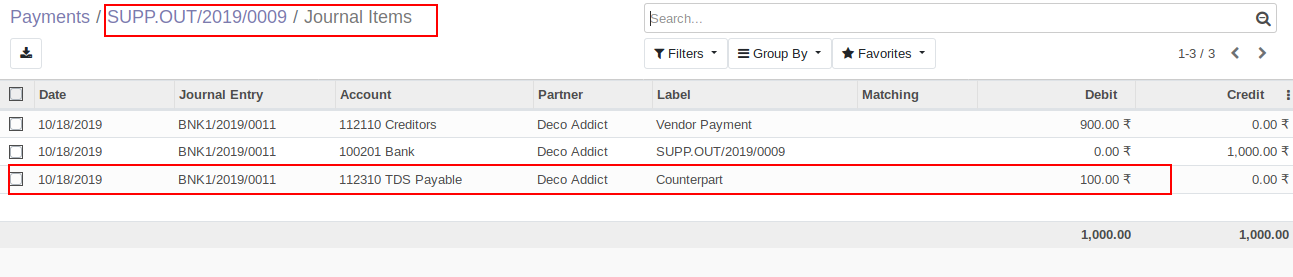 Payments / SUPP.OUT/2019/0009 / Journal Items
Search...
Filters Group By Favorites 1-3 / 3
Date Journal Entry Account Partner Label Matching Debit Credit
10/18/2019 BNK1/2019/0011 112110 Creditors Deco Addict Vendor Payment 900.00 ₹ 0.00 ₹
10/18/2019 BNK1/2019/0011 100201 Bank Deco Addict SUPP.OUT/2019/0009 0.00 ₹ 1,000.00 ₹
10/18/2019 BNK1/2019/0011 112310 TDS Payable Deco Addict Counterpart 100.00 ₹ 0.00 ₹
1,000.00 1,000.00